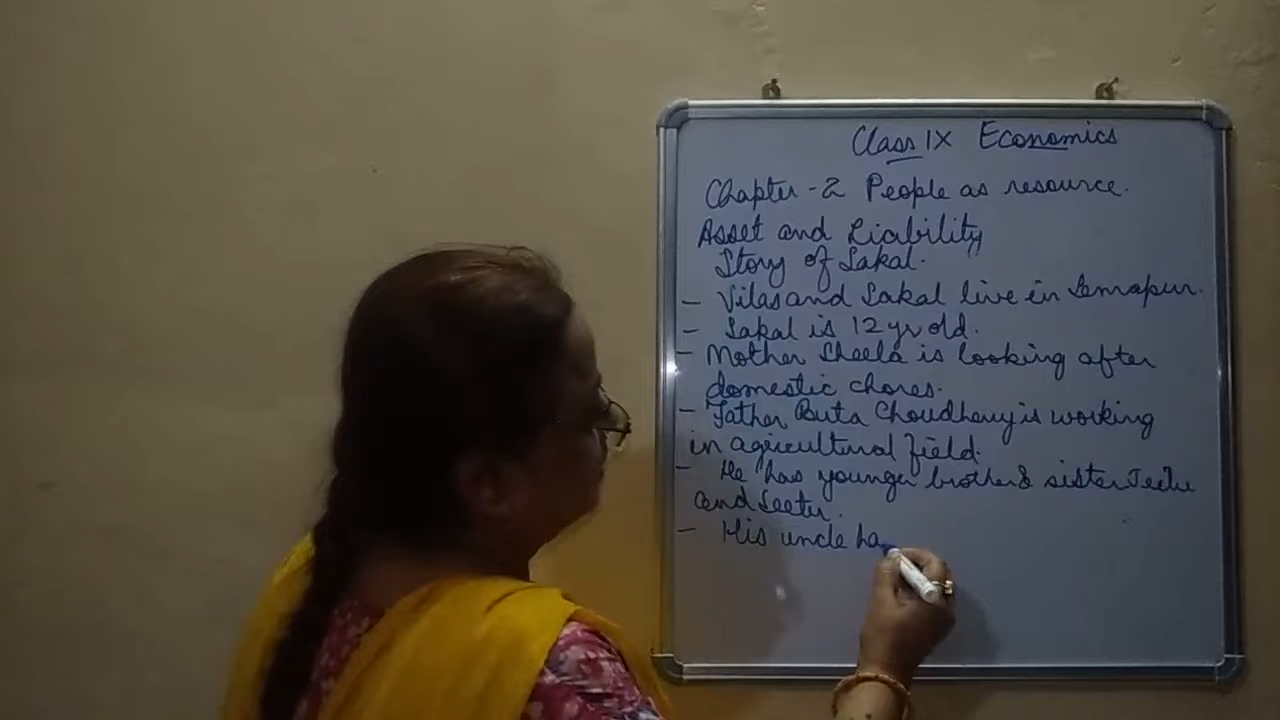 Class IX Economics
Chapter-2 People as resource.
Asset and Liability
Story of Sakal.
- Vilas and Sakal live in Semapur.
- Sakal is 12 yr old.
- Mother Sheela is looking after
domestic chores.
- Father Buta Choudhary is working
in agricultural field.
- He has younger brother & sister Jeetu
and Seetu.
- His uncle ha